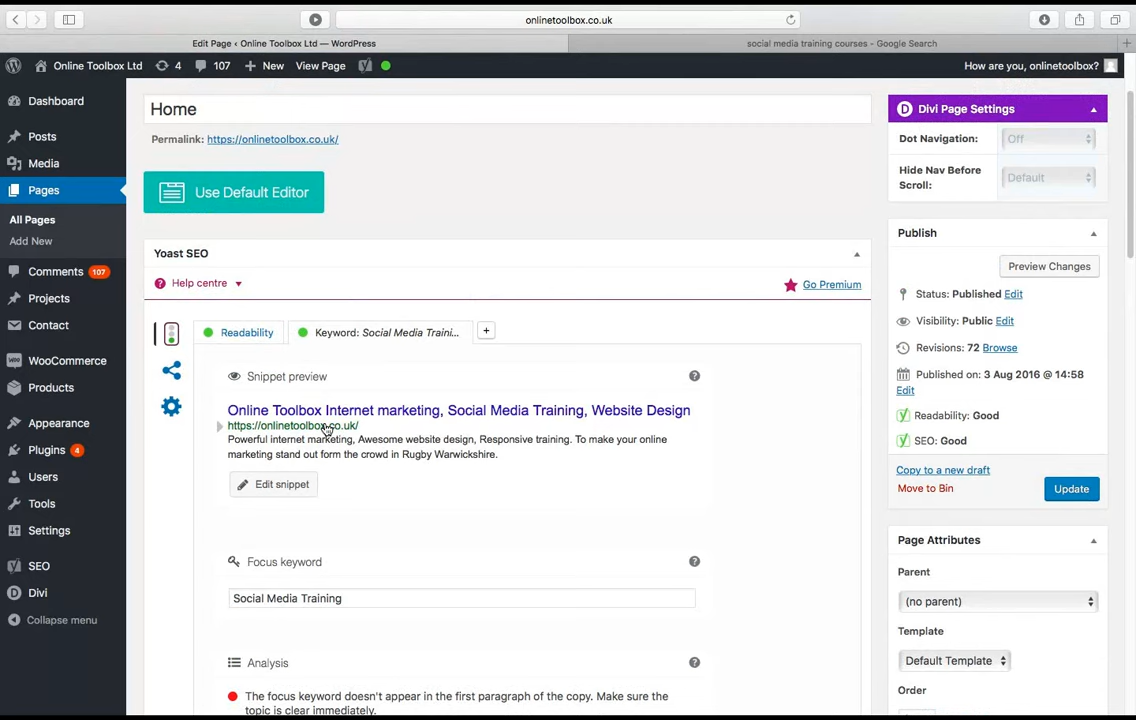 onlinetoolbox.co.uk
Edit Page ‹ Online Toolbox Ltd — WordPress
social media training courses - Google Search
Online Toolbox Ltd
4
107
New
View Page
How are you, onlinetoolbox?
Dashboard
Posts
Media
Pages
All Pages
Add New
Comments 107
Projects
Contact
WooCommerce
Products
Appearance
Plugins 4
Users
Tools
Settings
SEO
Divi
Collapse menu
Home
Permalink: https://onlinetoolbox.co.uk/
Use Default Editor
Yoast SEO
Help centre
Go Premium
Readability
Keyword: Social Media Traini...
+
Snippet preview
Online Toolbox Internet marketing, Social Media Training, Website Design
https://onlinetoolbox.co.uk/
Powerful internet marketing, Awesome website design, Responsive training. To make your online
marketing stand out form the crowd in Rugby Warwickshire.
Edit snippet
Focus keyword
Social Media Training
Analysis
The focus keyword doesn't appear in the first paragraph of the copy. Make sure the
topic is clear immediately.
D Divi Page Settings
Dot Navigation:
Off
Hide Nav Before
Scroll:
Default
Publish
Preview Changes
Status: Published Edit
Visibility: Public Edit
Revisions: 72 Browse
Published on: 3 Aug 2016 @ 14:58
Edit
Readability: Good
SEO: Good
Copy to a new draft
Move to Bin
Update
Page Attributes
Parent
(no parent)
Template
Default Template
Order